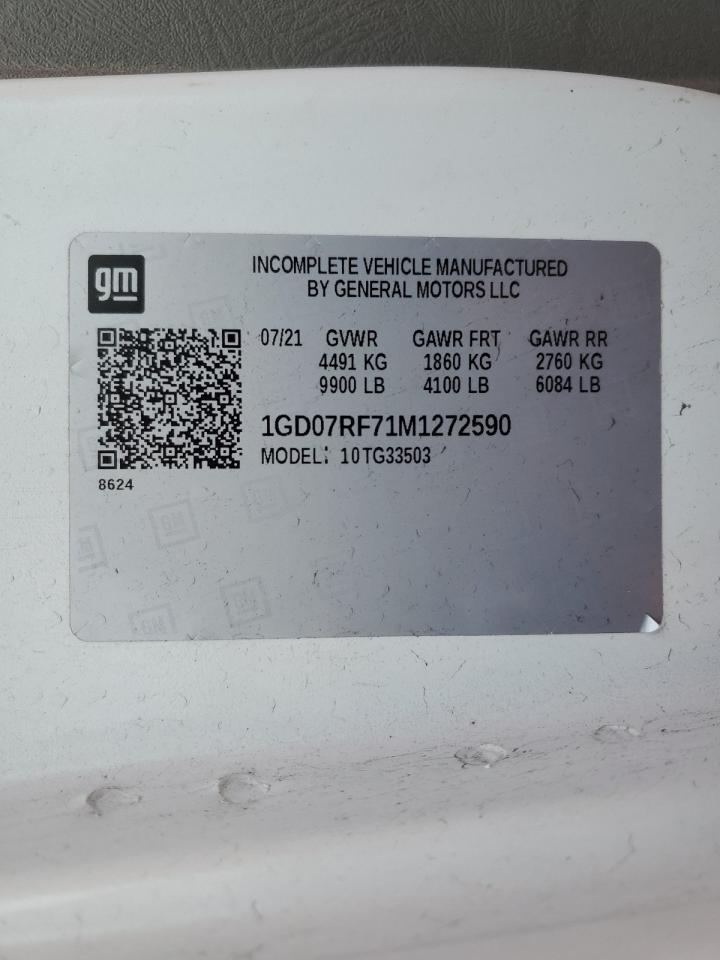 gm
INCOMPLETE VEHICLE MANUFACTURED
BY GENERAL MOTORS LLC
07/21 GVWR GAWR FRT GAWR RR
4491 KG 1860 KG 2760 KG
9900 LB 4100 LB 6084 LB
1GD07RF71M1272590
MODEL: 10TG33503
8624
GM